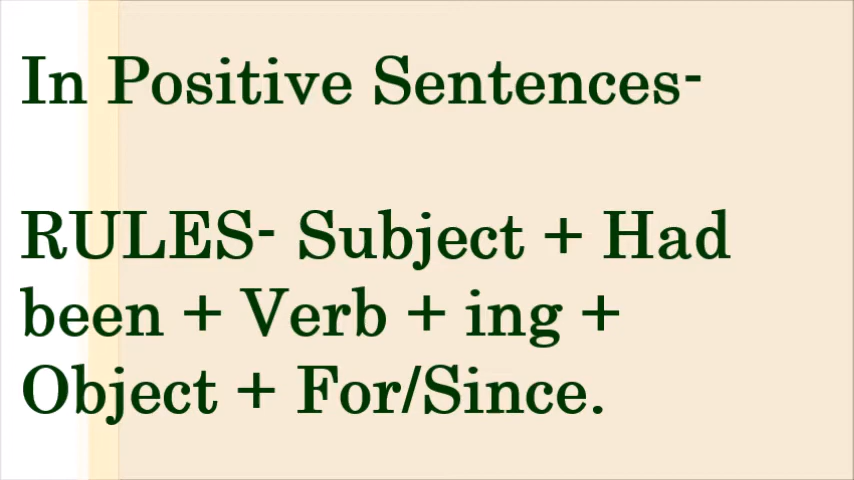 In Positive Sentences-
RULES- Subject + Had
been + Verb + ing +
Object + For/Since.